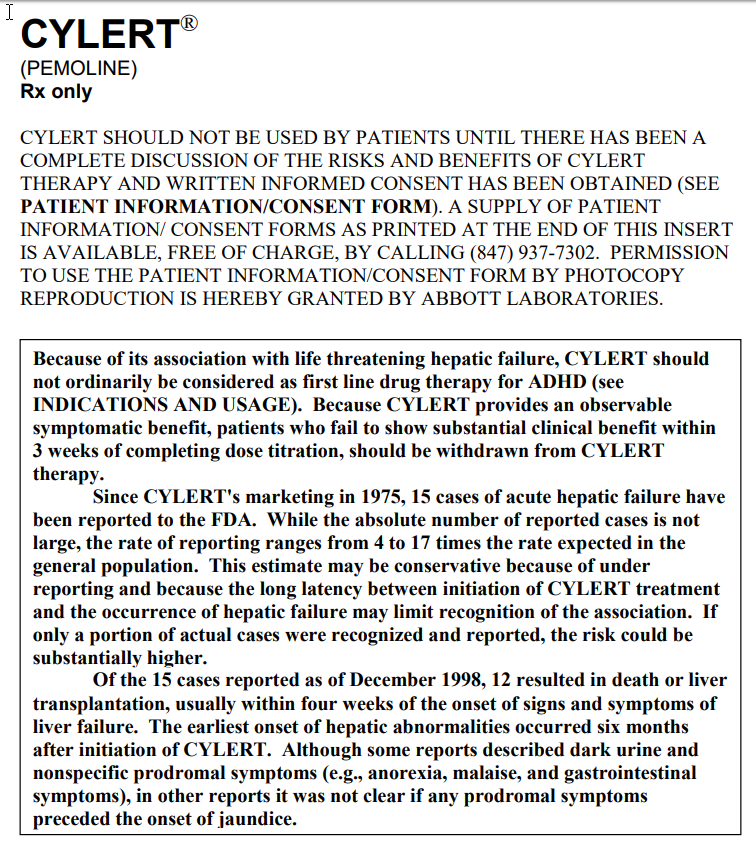 CYLERT®
(PEMOLINE)
Rx only
CYLERT SHOULD NOT BE USED BY PATIENTS UNTIL THERE HAS BEEN A
COMPLETE DISCUSSION OF THE RISKS AND BENEFITS OF CYLERT
THERAPY AND WRITTEN INFORMED CONSENT HAS BEEN OBTAINED (SEE
PATIENT INFORMATION/CONSENT FORM). A SUPPLY OF PATIENT
INFORMATION/ CONSENT FORMS AS PRINTED AT THE END OF THIS INSERT
IS AVAILABLE, FREE OF CHARGE, BY CALLING (847) 937-7302.  PERMISSION
TO USE THE PATIENT INFORMATION/CONSENT FORM BY PHOTOCOPY
REPRODUCTION IS HEREBY GRANTED BY ABBOTT LABORATORIES.
Because of its association with life threatening hepatic failure, CYLERT should
not ordinarily be considered as first line drug therapy for ADHD (see
INDICATIONS AND USAGE).  Because CYLERT provides an observable
symptomatic benefit, patients who fail to show substantial clinical benefit within
3 weeks of completing dose titration, should be withdrawn from CYLERT
therapy.
Since CYLERT's marketing in 1975, 15 cases of acute hepatic failure have
been reported to the FDA.  While the absolute number of reported cases is not
large, the rate of reporting ranges from 4 to 17 times the rate expected in the
general population.  This estimate may be conservative because of under
reporting and because the long latency between initiation of CYLERT treatment
and the occurrence of hepatic failure may limit recognition of the association.  If
only a portion of actual cases were recognized and reported, the risk could be
substantially higher.
Of the 15 cases reported as of December 1998, 12 resulted in death or liver
transplantation, usually within four weeks of the onset of signs and symptoms of
liver failure.  The earliest onset of hepatic abnormalities occurred six months
after initiation of CYLERT.  Although some reports described dark urine and
nonspecific prodromal symptoms (e.g., anorexia, malaise, and gastrointestinal
symptoms), in other reports it was not clear if any prodromal symptoms
preceded the onset of jaundice.